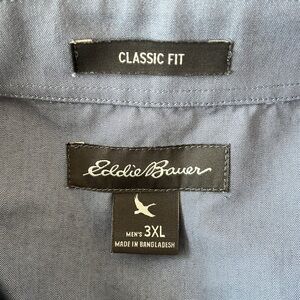 CLASSIC FIT
Eddie Bauer
MEN'S 3XL
MADE IN BANGLADESH